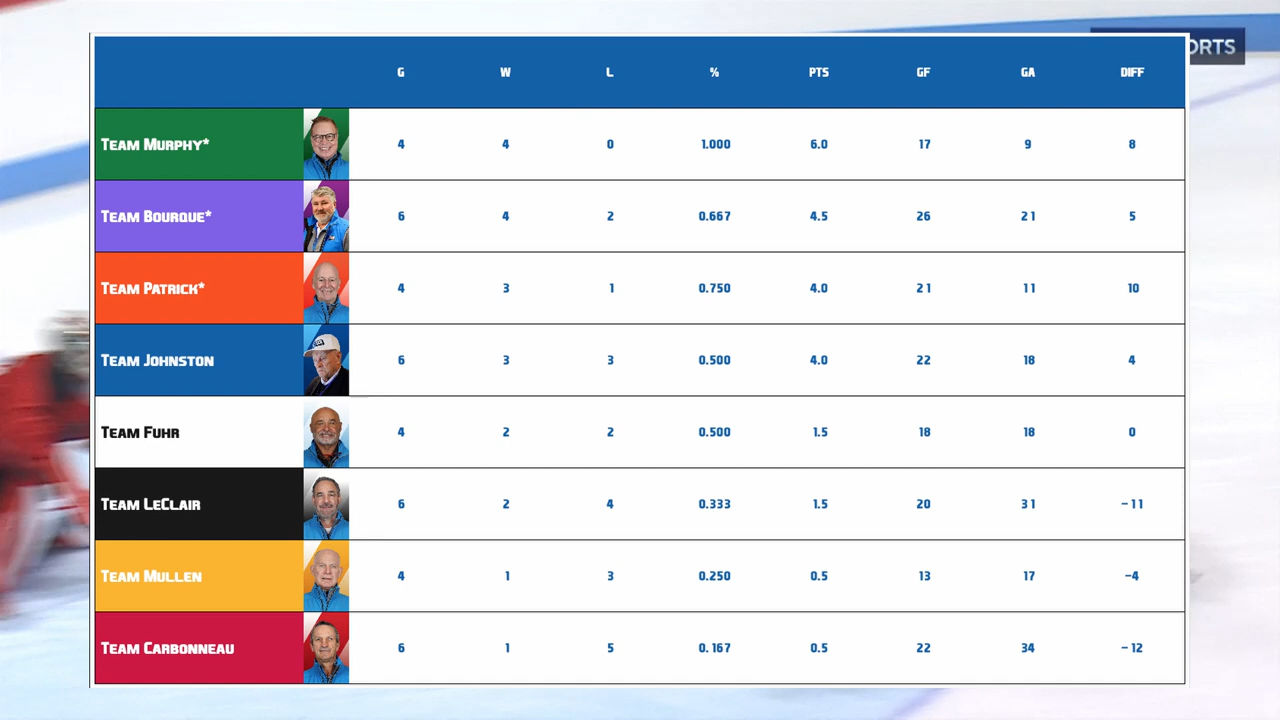 ORTS
G W L % PTS GF GA DIFF
TEAM MURPHY* 4 4 0 1.000 6.0 17 9 8
TEAM BOURQUE* 6 4 2 0.667 4.5 26 21 5
TEAM PATRICK* 4 3 1 0.750 4.0 21 11 10
TEAM JOHNSTON 6 3 3 0.500 4.0 22 18 4
TEAM FUHR 4 2 2 0.500 1.5 18 18 0
TEAM LECLAIR 6 2 4 0.333 1.5 20 31 -11
TEAM MULLEN 4 1 3 0.250 0.5 13 17 -4
TEAM CARBONNEAU 6 1 5 0.167 0.5 22 34 -12